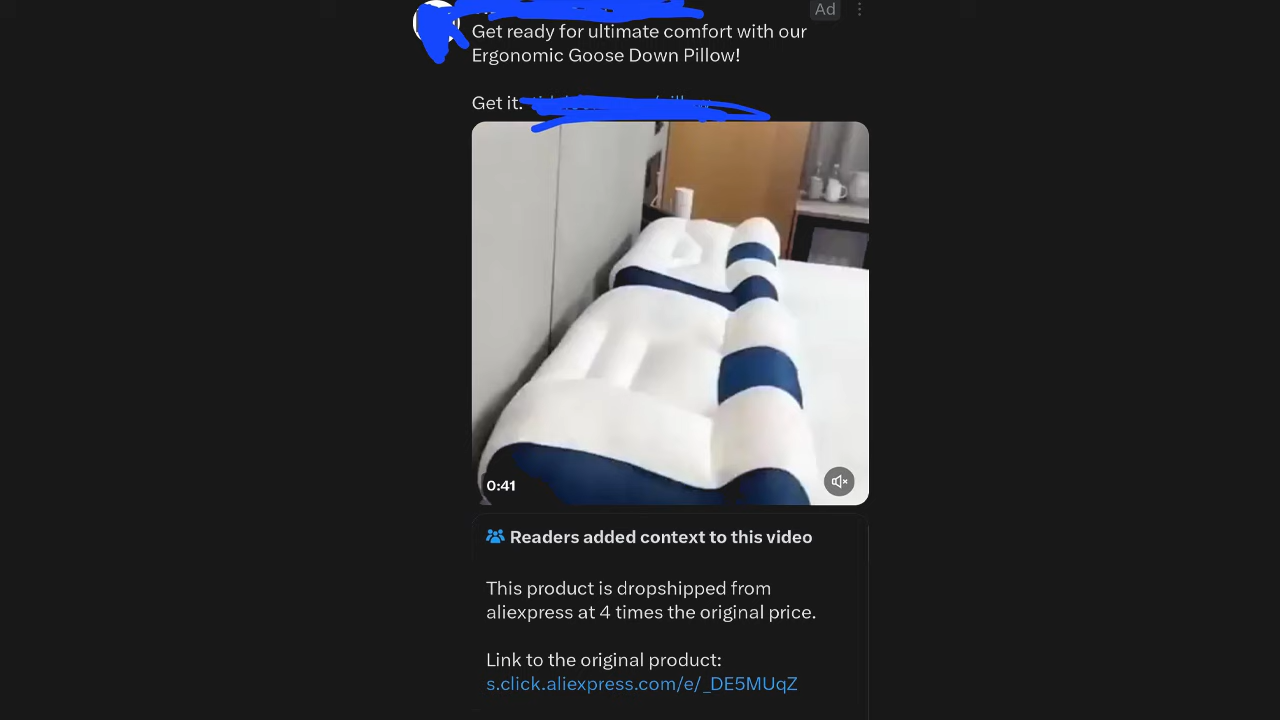 Ad
Get ready for ultimate comfort with our
Ergonomic Goose Down Pillow!
Get it:
0:41
Readers added context to this video
This product is dropshipped from
aliexpress at 4 times the original price.
Link to the original product:
s.click.aliexpress.com/e/_DE5MUqZ